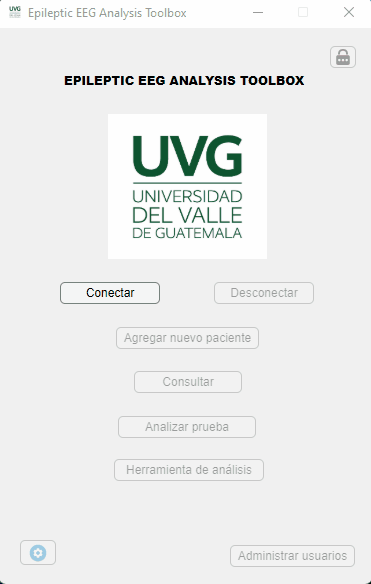 UVG Epileptic EEG Analysis Toolbox
EPILEPTIC EEG ANALYSIS TOOLBOX
UVG
UNIVERSIDAD
DEL VALLE
DE GUATEMALA
Conectar Desconectar
Agregar nuevo paciente
Consultar
Analizar prueba
Herramienta de análisis
Administrar usuarios